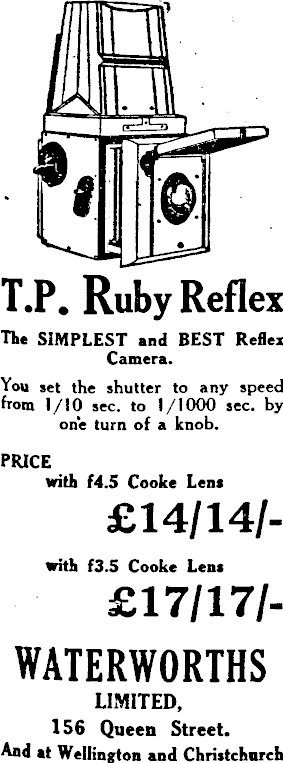 T.P. Ruby Reflex
The SIMPLEST and BEST Reflex
Camera.
You set the shutter to any speed
from 1/10 sec. to 1/1000 sec. by
one turn of a knob.
PRICE
with f4.5 Cooke Lens
£14/14/-
with f3.5 Cooke Lens
£17/17/-
WATERWORTHS
LIMITED,
156 Queen Street.
And at Wellington and Christchurch